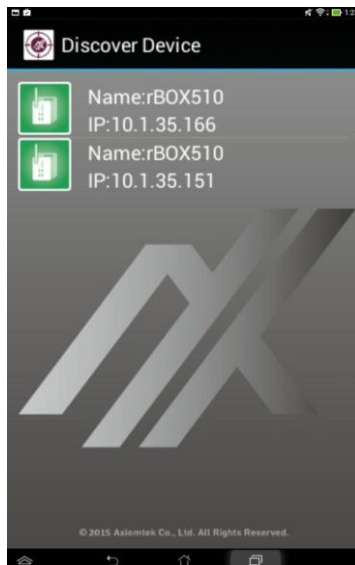 Discover Device
Name:rBOX510
IP:10.1.35.166
Name:rBOX510
IP:10.1.35.151
© 2015 Axiomtek Co., Ltd. All Rights Reserved.